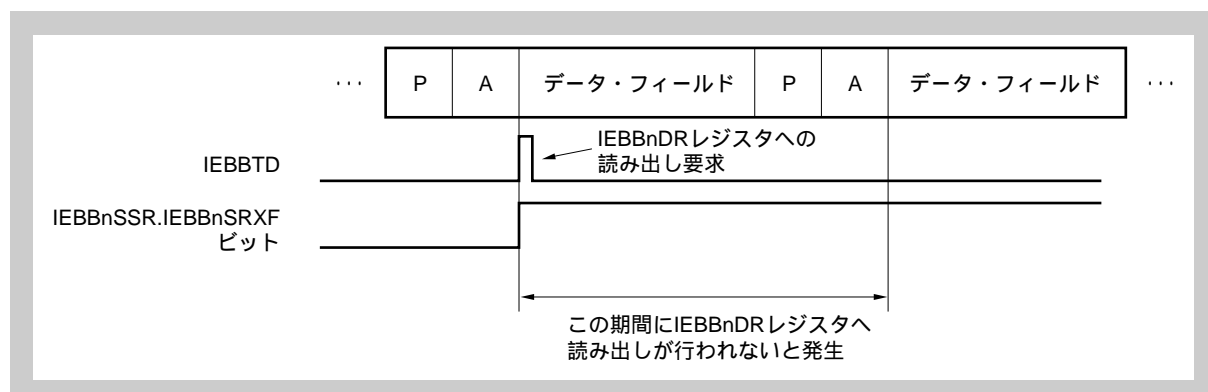 ··· P A データ・フィールド P A データ・フィールド ···
IEBBTD
IEBBnDRレジスタへの
読み出し要求
IEBBnSSR.IEBBnSRXF
ビット
この期間にIEBBnDRレジスタへ
読み出しが行われないと発生